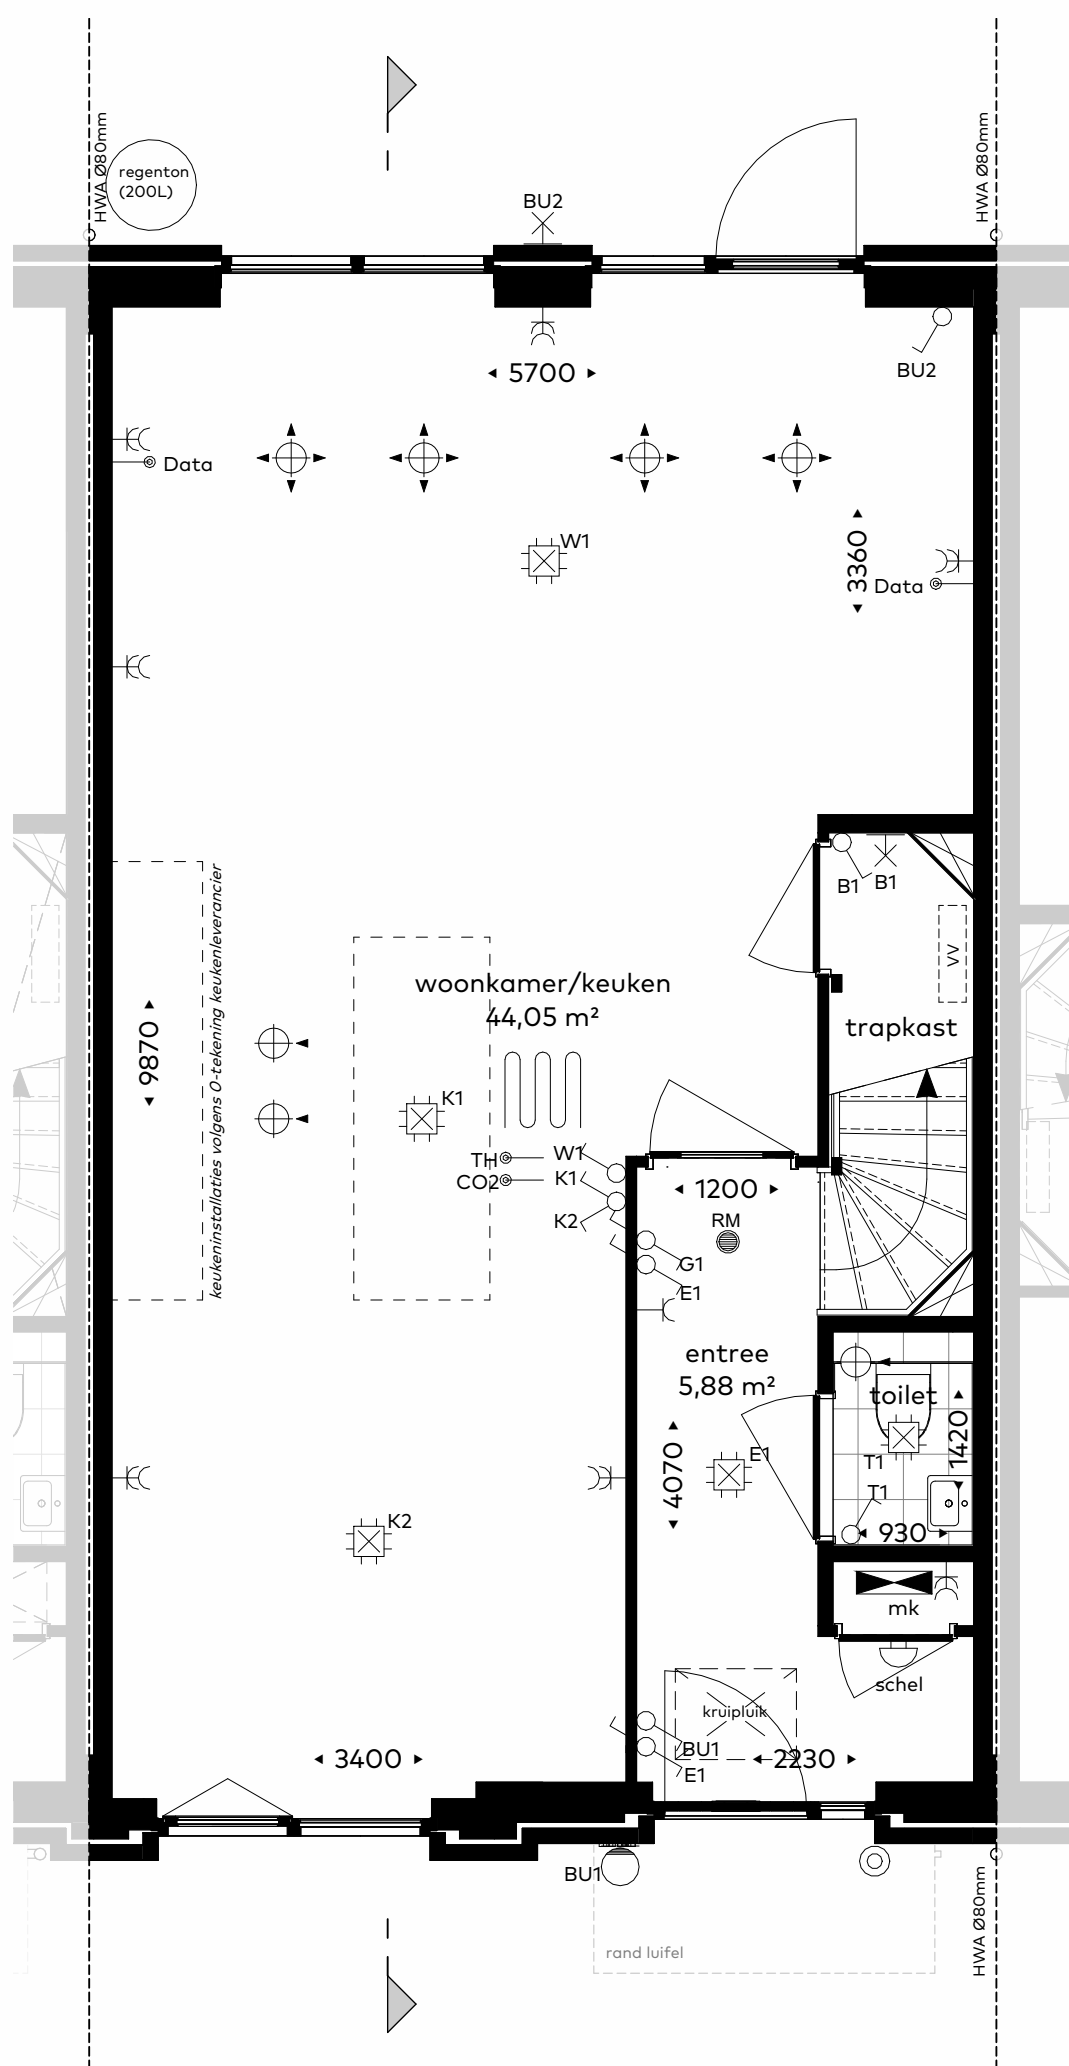 HWA Ø80mm
regenton
(200L)
HWA Ø80mm
BU2
5700
BU2
Data
W1
3360
Data
B1
B1
VV
trapkast
woonkamer/keuken
44,05 m²
9870
keukeninstallaties volgens 0-tekening keukenleverancier
K1
TH
CO2
W1
K1
K2
1200
RM
G1
E1
entree
5,88 m²
toilet
1420
4070
E1
T1
T1
930
K2
mk
schel
kruipluik
BU1
2230
E1
3400
BU1
rand luifel
HWA Ø80mm